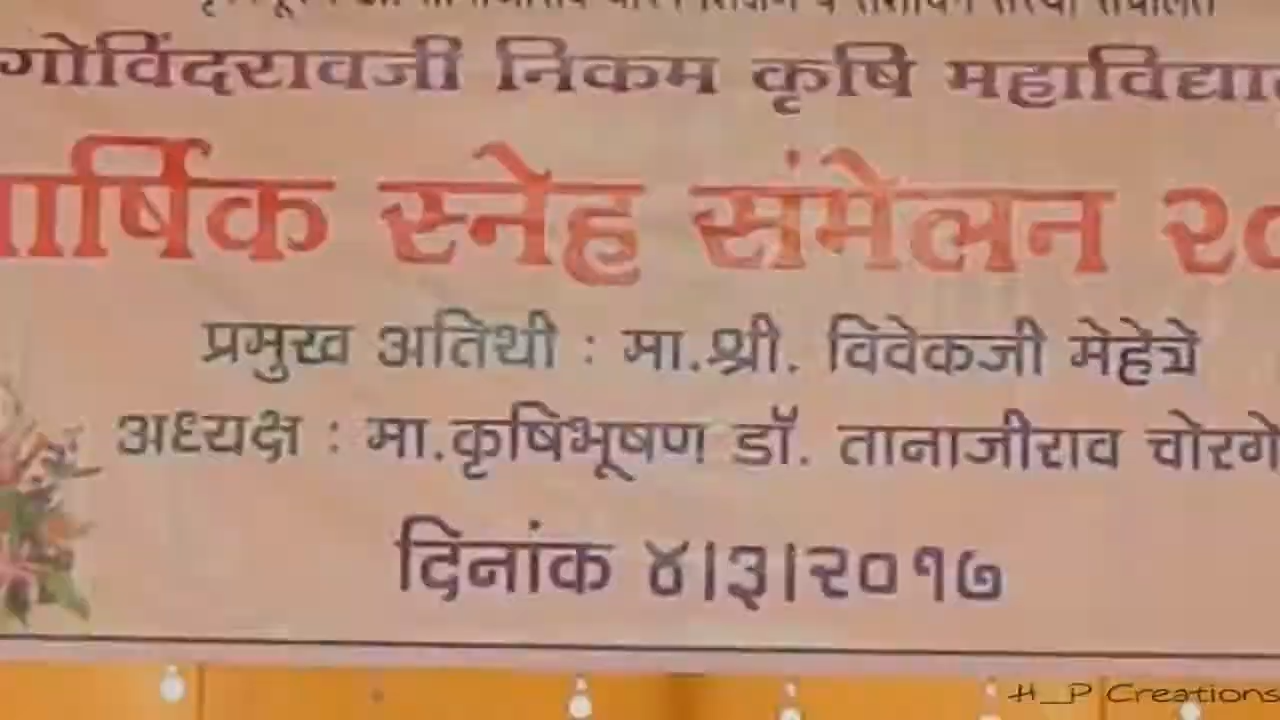 गोविंदरावजी निकम कृषि महाविद्या
ार्षिक स्नेह संमेलन २०
प्रमुख अतिथी : मा.श्री. विवेकजी मेहेत्रे
अध्यक्ष : मा.कृषिभूषण डॉ. तानाजीराव चोरगे
दिनांक ४।३।२०१७
H_P Creations